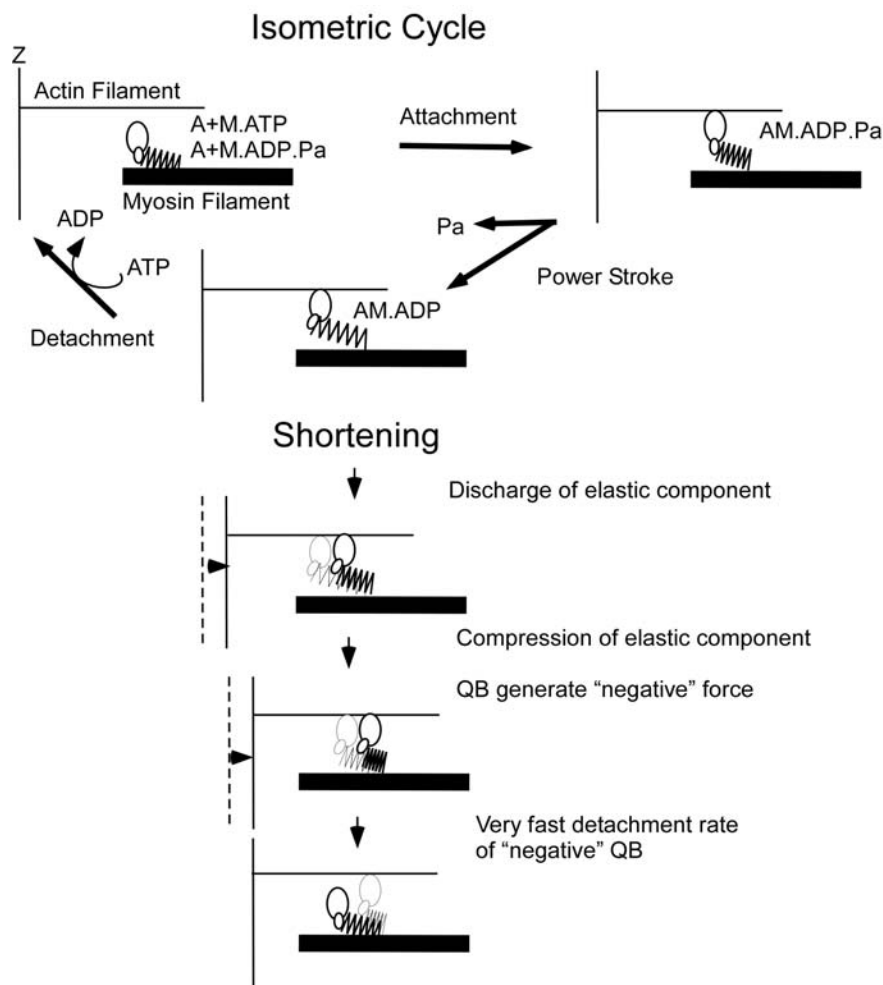 Isometric Cycle
Z
Actin Filament
A+M.ATP
A+M.ADP.Pa
Myosin Filament
Attachment
AM.ADP.Pa
Pa
Power Stroke
ADP
ATP
Detachment
AM.ADP
Shortening
Discharge of elastic component
Compression of elastic component
QB generate “negative” force
Very fast detachment rate
of “negative” QB